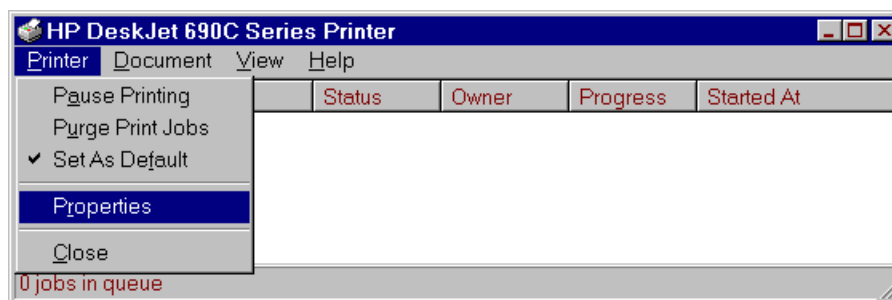 HP DeskJet 690C Series Printer
Printer Document View Help
Pause Printing Status Owner Progress Started At
Purge Print Jobs
Set As Default
Properties
Close
0 jobs in queue